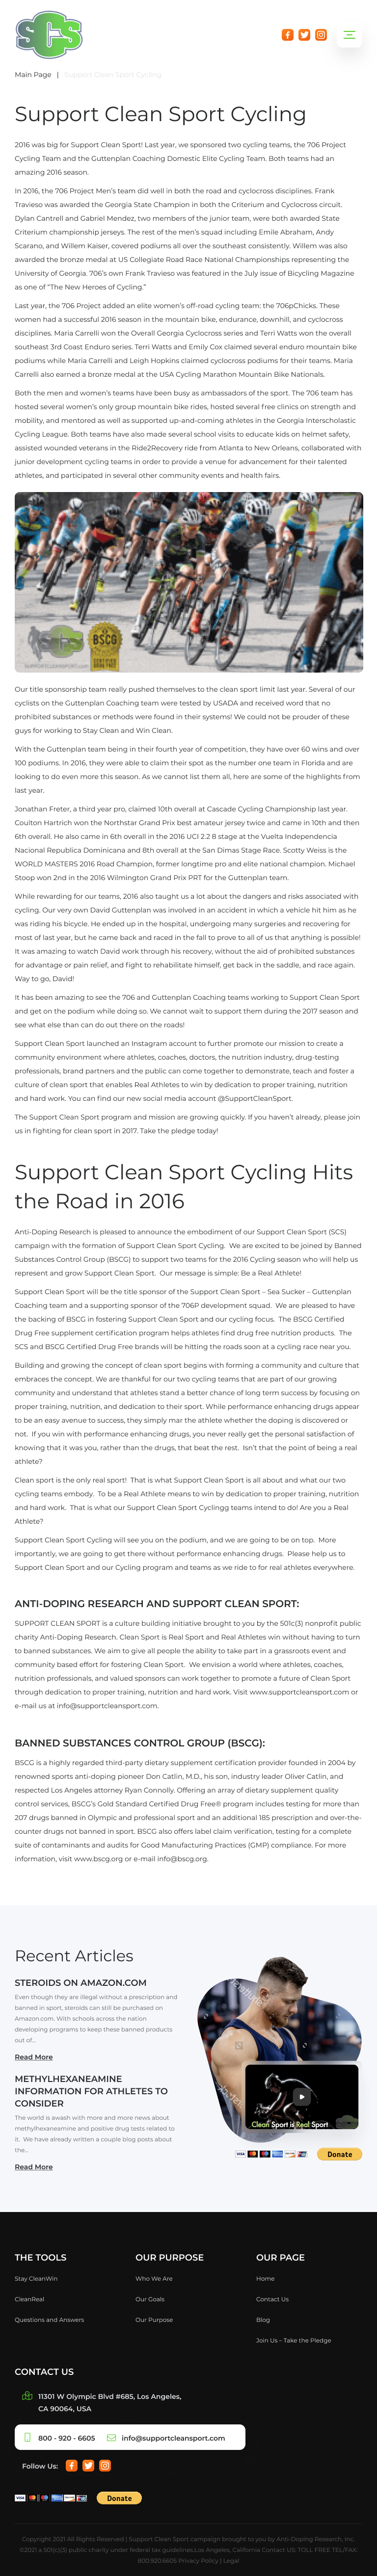 SCS
Main Page | Support Clean Sport Cycling
Support Clean Sport Cycling
2016 was big for Support Clean Sport! Last year, we sponsored two cycling teams, the 706 Project
Cycling Team and the Guttenplan Coaching Domestic Elite Cycling Team. Both teams had an
amazing 2016 season.
In 2016, the 706 Project Men's team did well in both the road and cyclocross disciplines. Frank
Travieso was awarded the Georgia State Champion in both the Criterium and Cyclocross circuit.
Dylan Cantrell and Gabriel Mendez, two members of the junior team, were both awarded State
Criterium championship jerseys. The rest of the men's squad including Emile Abraham, Andy
Scarano, and Willem Kaiser, covered podiums all over the southeast consistently. Willem was also
awarded the bronze medal at US Collegiate Road Race National Championships representing the
University of Georgia. 706's own Frank Travieso was featured in the July issue of Bicycling Magazine
as one of "The New Heroes of Cycling."
Last year, the 706 Project added an elite women's off-road cycling team: the 706pChicks. These
women had a successful 2016 season in the mountain bike, endurance, downhill, and cyclocross
disciplines. Maria Carrelli won the Overall Georgia Cyclocross series and Terri Watts won the overall
southeast 3rd Coast Enduro series. Terri Watts and Emily Cox claimed several enduro mountain bike
podiums while Maria Carrelli and Leigh Hopkins claimed cyclocross podiums for their teams. Maria
Carrelli also earned a bronze medal at the USA Cycling Marathon Mountain Bike Nationals.
Both the men and women's teams have been busy as ambassadors of the sport. The 706 team has
hosted several women's only group mountain bike rides, hosted several free clinics on strength and
mobility, and mentored as well as supported up-and-coming athletes in the Georgia Interscholastic
Cycling League. Both teams have also made several school visits to educate kids on helmet safety,
assisted wounded veterans in the Ride2Recovery ride from Atlanta to New Orleans, collaborated with
junior development cycling teams in order to provide a venue for advancement for their talented
athletes, and participated in several other community events and health fairs.
SCS
BSCG
Our title sponsorship team really pushed themselves to the clean sport limit last year. Several of our
cyclists on the Guttenplan Coaching team were tested by USADA and received word that no
prohibited substances or methods were found in their systems! We could not be prouder of these
guys for working to Stay Clean and Win Clean.
With the Guttenplan team being in their fourth year of competition, they have over 60 wins and over
100 podiums. In 2016, they were able to claim their spot as the number one team in Florida and are
looking to do even more this season. As we cannot list them all, here are some of the highlights from
last year.
Jonathan Freter, a third year pro, claimed 10th overall at Cascade Cycling Championship last year.
Coulton Hartrich won the Northstar Grand Prix best amateur jersey twice and came in 10th and then
6th overall. He also came in 6th overall in the 2016 UCI 2.2 8 stage at the Vuelta Independencia
Nacional Republica Dominicana and 8th overall at the San Dimas Stage Race. Scotty Weiss is the
WORLD MASTERS 2016 Road Champion, former longtime pro and elite national champion. Michael
Stoop won 2nd in the 2016 Wilmington Grand Prix PRT for the Guttenplan team.
While rewarding for our teams, 2016 also taught us a lot about the dangers and risks associated with
cycling. Our very own David Guttenplan was involved in an accident in which a vehicle hit him as he
was riding his bicycle. He ended up in the hospital, undergoing many surgeries and recovering for
most of last year, but he came back and raced in the fall to prove to all of us that anything is possible!
It was amazing to watch David work through his recovery, without the aid of prohibited substances
for advantage or pain relief, and fight to rehabilitate himself, get back in the saddle, and race again.
Way to go, David!
It has been amazing to see the 706 and Guttenplan Coaching teams working to Support Clean Sport
and get on the podium while doing so. We cannot wait to support them during the 2017 season and
see what else than can do out there on the roads!
Support Clean Sport launched an Instagram account to further promote our mission to create a
community environment where athletes, coaches, doctors, the nutrition industry, drug-testing
professionals, brand partners and the public can come together to demonstrate, teach and foster a
culture of clean sport that enables Real Athletes to win by dedication to proper training, nutrition
and hard work. You can find our new social media account @SupportCleanSport.
The Support Clean Sport program and mission are growing quickly. If you haven't already, please join
us in fighting for clean sport in 2017. Take the pledge today!
Support Clean Sport Cycling Hits
the Road in 2016
Anti-Doping Research is pleased to announce the embodiment of our Support Clean Sport (SCS)
campaign with the formation of Support Clean Sport Cycling. We are excited to be joined by Banned
Substances Control Group (BSCG) to support two teams for the 2016 Cycling season who will help us
represent and grow Support Clean Sport. Our message is simple: Be a Real Athlete!
Support Clean Sport will be the title sponsor of the Support Clean Sport – Sea Sucker – Guttenplan
Coaching team and a supporting sponsor of the 706P development squad. We are pleased to have
the backing of BSCG in fostering Support Clean Sport and our cycling focus. The BSCG Certified
Drug Free supplement certification program helps athletes find drug free nutrition products. The
SCS and BSCG Certified Drug Free brands will be hitting the roads soon at a cycling race near you.
Building and growing the concept of clean sport begins with forming a community and culture that
embraces the concept. We are thankful for our two cycling teams that are part of our growing
community and understand that athletes stand a better chance of long term success by focusing on
proper training, nutrition, and dedication to their sport. While performance enhancing drugs appear
to be an easy avenue to success, they simply mar the athlete whether the doping is discovered or
not. If you win with performance enhancing drugs, you never really get the personal satisfaction of
knowing that it was you, rather than the drugs, that beat the rest. Isn't that the point of being a real
athlete?
Clean sport is the only real sport! That is what Support Clean Sport is all about and what our two
cycling teams embody. To be a Real Athlete means to win by dedication to proper training, nutrition
and hard work. That is what our Support Clean Sport Cyclingg teams intend to do! Are you a Real
Athlete?
Support Clean Sport Cycling will see you on the podium, and we are going to be on top. More
importantly, we are going to get there without performance enhancing drugs. Please help us to
Support Clean Sport and our Cycling program and teams as we ride to for real athletes everywhere.
ANTI-DOPING RESEARCH AND SUPPORT CLEAN SPORT:
SUPPORT CLEAN SPORT is a culture building initiative brought to you by the 501c(3) nonprofit public
charity Anti-Doping Research. Clean Sport is Real Sport and Real Athletes win without having to turn
to banned substances. We aim to give all people the ability to take part in a grassroots event and
community based effort for fostering Clean Sport. We envision a world where athletes, coaches,
nutrition professionals, and valued sponsors can work together to promote a future of Clean Sport
through dedication to proper training, nutrition and hard work. Visit www.supportcleansport.com or
e-mail us at info@supportcleansport.com.
BANNED SUBSTANCES CONTROL GROUP (BSCG):
BSCG is a highly regarded third-party dietary supplement certification provider founded in 2004 by
renowned sports anti-doping pioneer Don Catlin, M.D., his son, industry leader Oliver Catlin, and
respected Los Angeles attorney Ryan Connolly. Offering an array of dietary supplement quality
control services, BSCG's Gold Standard Certified Drug Free® program includes testing for more than
207 drugs banned in Olympic and professional sport and an additional 185 prescription and over-the-
counter drugs not banned in sport. BSCG also offers label claim verification, testing for a complete
suite of contaminants and audits for Good Manufacturing Practices (GMP) compliance. For more
information, visit www.bscg.org or e-mail info@bscg.org.
Recent Articles
STEROIDS ON AMAZON.COM
Even though they are illegal without a prescription and
banned in sport, steroids can still be purchased on
Amazon.com. With schools across the nation
developing programs to keep these banned products
out of...
Read More
METHYLHEXANEAMINE
INFORMATION FOR ATHLETES TO
CONSIDER
The world is awash with more and more news about
methylhexaneamine and positive drug tests related to
it. We have already written a couple blog posts about
the...
Read More
Clean Sport is Real Sport
VISA
Donate
THE TOOLS
Stay CleanWin
CleanReal
Questions and Answers
OUR PURPOSE
Who We Are
Our Goals
Our Purpose
OUR PAGE
Home
Contact Us
Blog
Join Us – Take the Pledge
CONTACT US
11301 W Olympic Blvd #685, Los Angeles,
CA 90064, USA
800 - 920 - 6605 info@supportcleansport.com
Follow Us:
VISA
Donate
Copyright 2021 All Rights Reserved | Support Clean Sport campaign brought to you by Anti-Doping Research, Inc.
©2021 a 501(c)(3) public charity under federal tax guidelines Los Angeles, California Contact US: TOLL FREE TEL/FAX:
800.920.6605 Privacy Policy | Legal